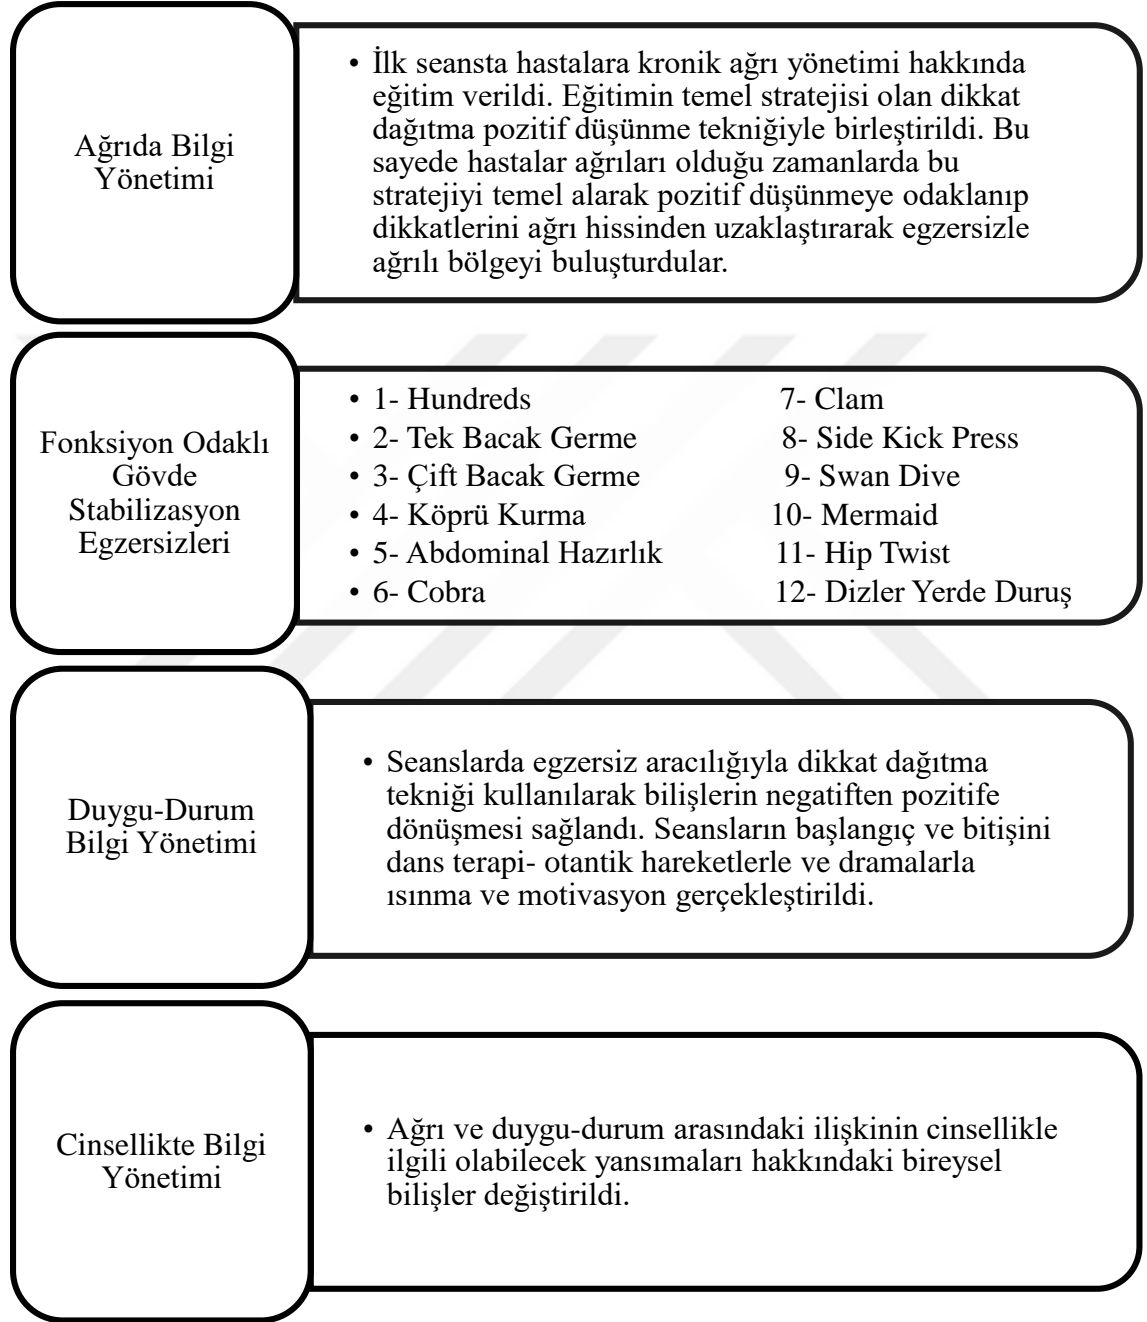 Ağrıda Bilgi
Yönetimi
• İlk seansta hastalara kronik ağrı yönetimi hakkında
eğitim verildi. Eğitimin temel stratejisi olan dikkat
dağıtma pozitif düşünme tekniğiyle birleştirildi. Bu
sayede hastalar ağrıları olduğu zamanlarda bu
stratejiyi temel alarak pozitif düşünmeye odaklanıp
dikkatlerini ağrı hissinden uzaklaştırarak egzersizle
ağrılı bölgeyi buluşturdular.
Fonksiyon Odaklı
Gövde
Stabilizasyon
Egzersizleri
• 1- Hundreds 7- Clam
• 2- Tek Bacak Germe 8- Side Kick Press
• 3- Çift Bacak Germe 9- Swan Dive
• 4- Köprü Kurma 10- Mermaid
• 5- Abdominal Hazırlık 11- Hip Twist
• 6- Cobra 12- Dizler Yerde Duruş
Duygu-Durum
Bilgi Yönetimi
• Seanslarda egzersiz aracılığıyla dikkat dağıtma
tekniği kullanılarak bilişlerin negatiften pozitife
dönüşmesi sağlandı. Seansların başlangıç ve bitişini
dans terapi- otantik hareketlerle ve dramalarla
ısınma ve motivasyon gerçekleştirildi.
Cinsellikte Bilgi
Yönetimi
• Ağrı ve duygu-durum arasındaki ilişkinin cinsellikle
ilgili olabilecek yansımaları hakkındaki bireysel
bilişler değiştirildi.